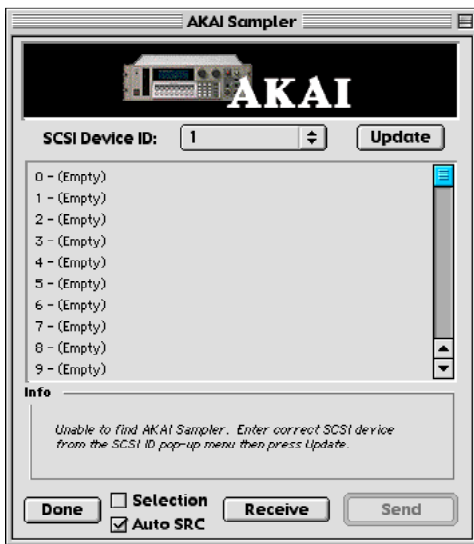 AKAI Sampler
AKAI
SCSI Device ID: 1 Update
0 - (Empty)
1 - (Empty)
2 - (Empty)
3 - (Empty)
4 - (Empty)
5 - (Empty)
6 - (Empty)
7 - (Empty)
8 - (Empty)
9 - (Empty)
Info
Unable to find AKAI Sampler. Enter correct SCSI device
from the SCSI ID pop-up menu then press Update.
Done Selection Receive Send
Auto SRC